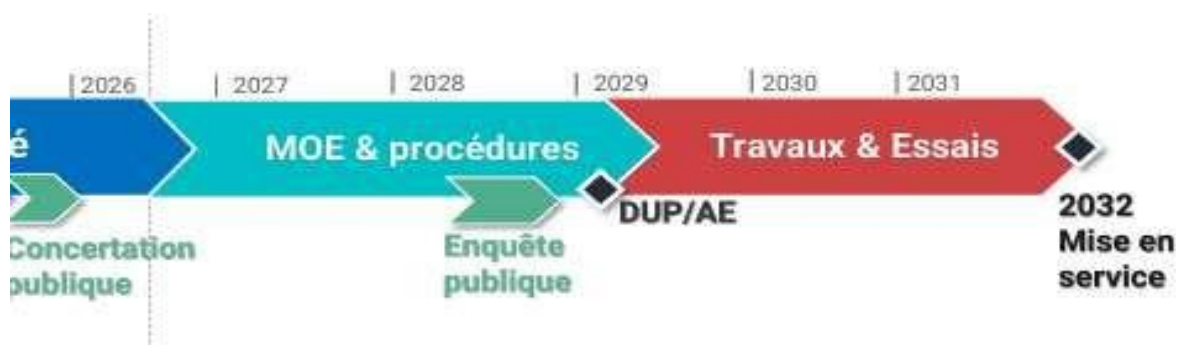 2026 2027 2028 2029 2030 2031
é MOE & procédures Travaux & Essais
DUP/AE
Concertation
publique
Enquête
publique
2032
Mise en
service